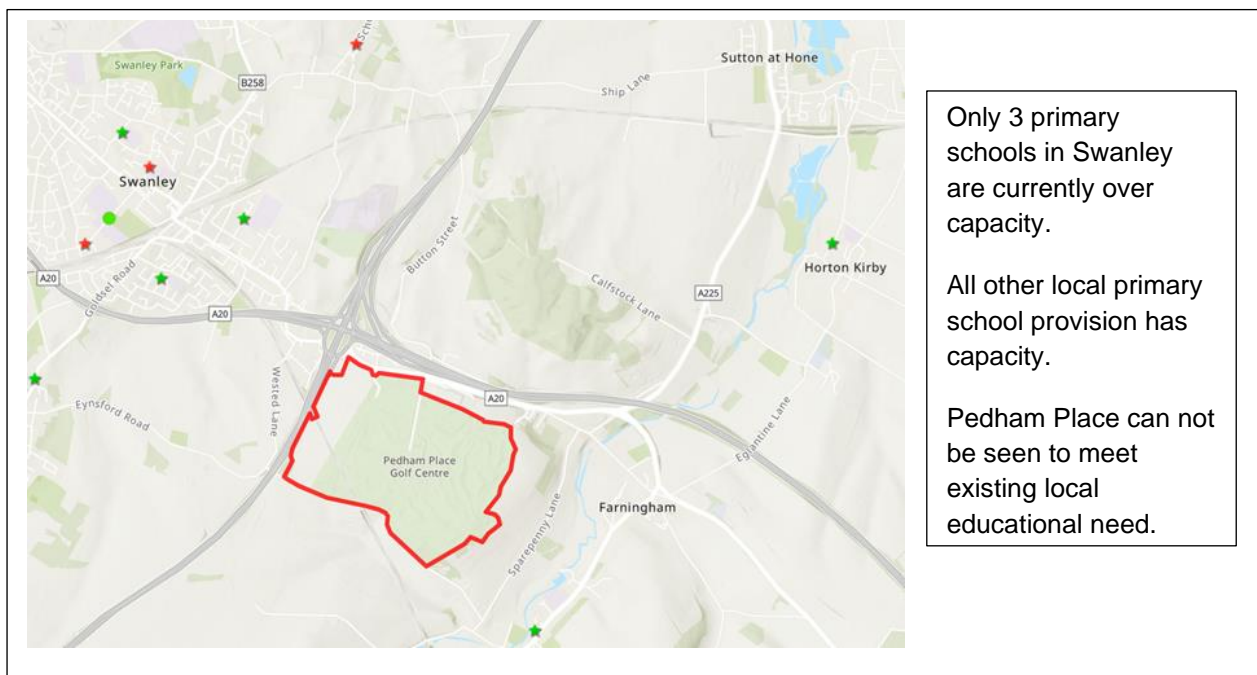 Sch
Swanley Park
B258
Sutton at Hone
Ship Lane
Swanley
Button Street
Horton Kirby
Goldsel Road
A20
Calfstock Lane
A225
A20
Wested Lane
Eynsford Road
A20
Eglantine Lane
Pedham Place
Golf Centre
Farningham
Sparepenny Lane
Only 3 primary
schools in Swanley
are currently over
capacity.
All other local primary
school provision has
capacity.
Pedham Place can not
be seen to meet
existing local
educational need.